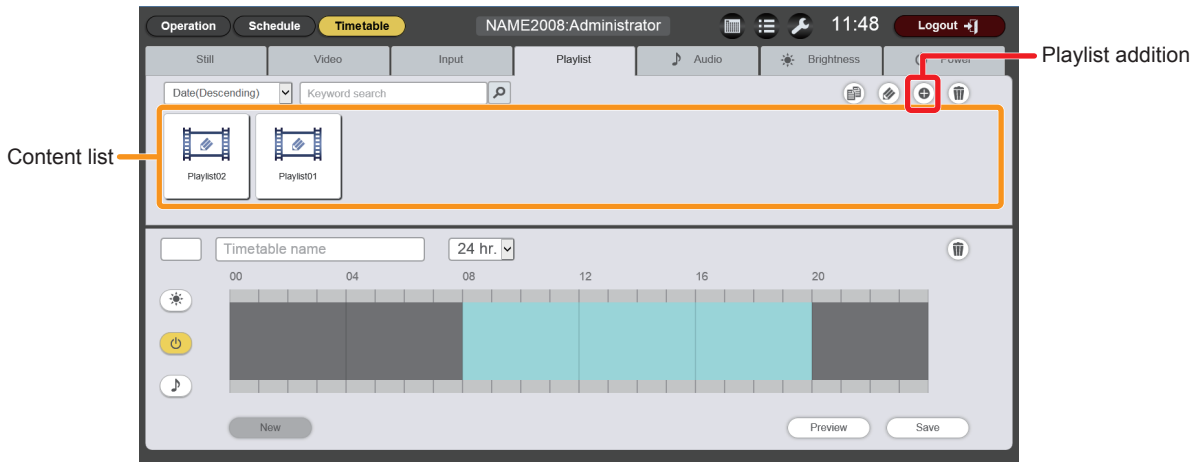 Operation Schedule Timetable NAME2008:Administrator 11:48 Logout
Still Video Input Playlist Audio Brightness Power
Playlist addition
Date(Descending) Keyword search
Content list
Playlist02 Playlist01
Timetable name 24 hr.
00 04 08 12 16 20
New Preview Save